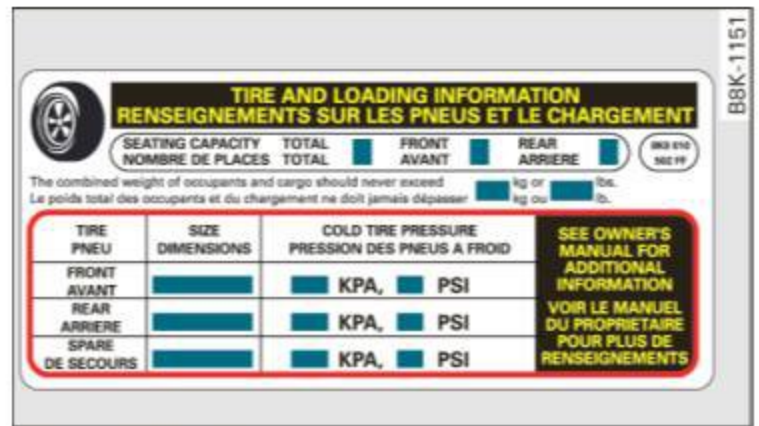 B8K-1151
TIRE AND LOADING INFORMATION
RENSEIGNEMENTS SUR LES PNEUS ET LE CHARGEMENT
SEATING CAPACITY TOTAL FRONT REAR
NOMBRE DE PLACES TOTAL AVANT ARRIERE
The combined weight of occupants and cargo should never exceed kg or lbs.
Le poids total des occupants et du chargement ne doit jamais dépasser kg ou lb.
TIRE SIZE COLD TIRE PRESSURE
PNEU DIMENSIONS PRESSION DES PNEUS A FROID
FRONT
AVANT KPA, PSI
REAR
ARRIERE KPA, PSI
SPARE
DE SECOURS KPA, PSI
SEE OWNER'S
MANUAL FOR
ADDITIONAL
INFORMATION
VOIR LE MANUEL
DU PROPRIETAIRE
POUR PLUS DE
RENSEIGNEMENTS